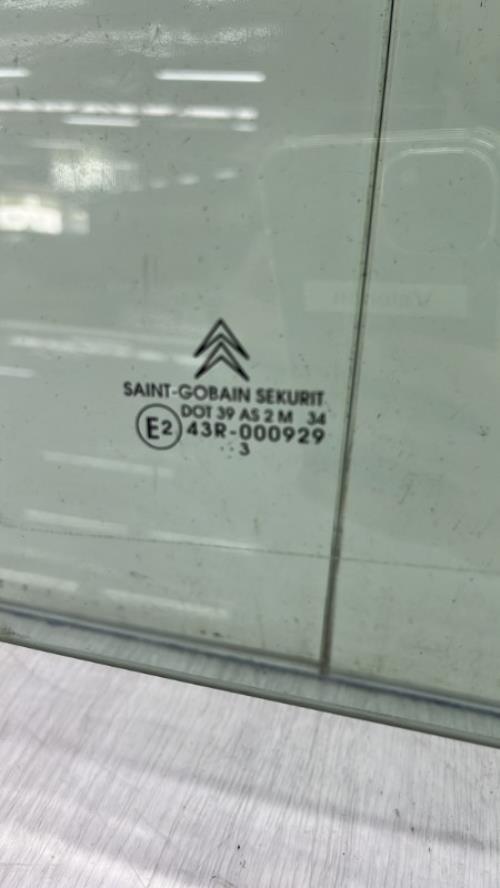 SAINT-GOBAIN SEKURIT
DOT 39 AS 2 M 34
E2 43R-000929
·· 3